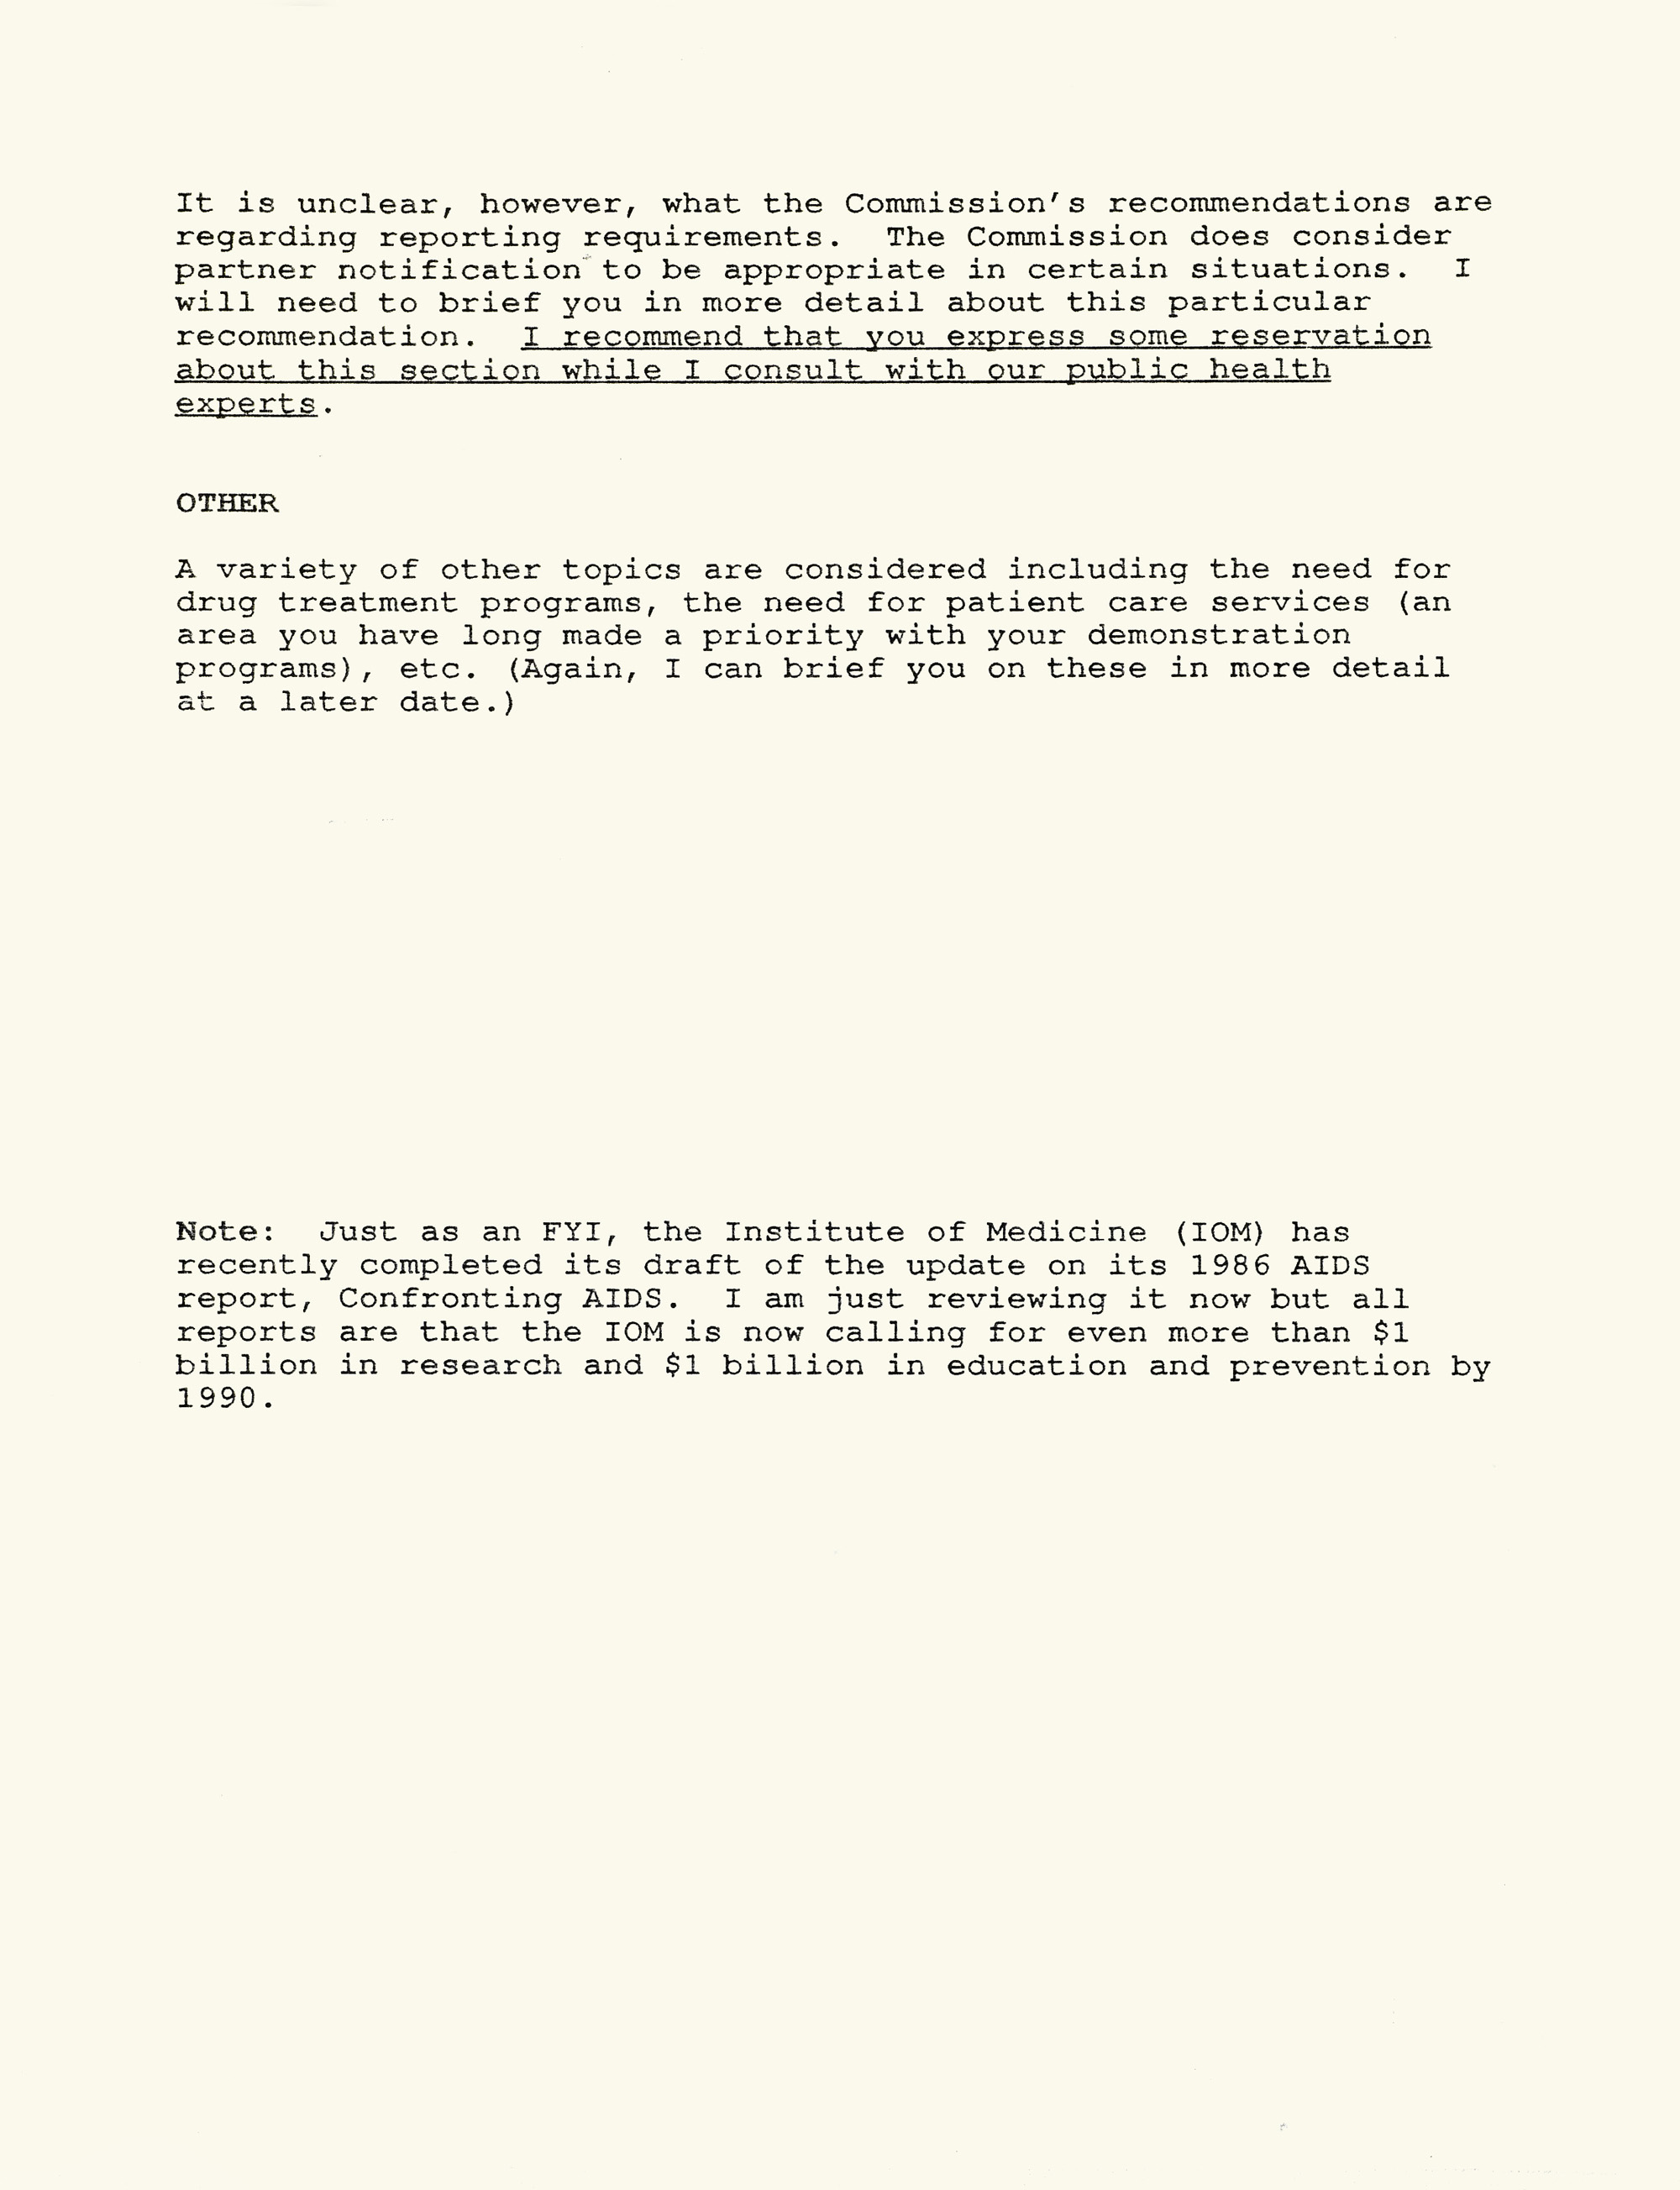 It is unclear, however, what the Commission's recommendations are
regarding reporting requirements.  The Commission does consider
partner notification to be appropriate in certain situations.  I
will need to brief you in more detail about this particular
recommendation.  I recommend that you express some reservation
about this section while I consult with our public health
experts.
OTHER
A variety of other topics are considered including the need for
drug treatment programs, the need for patient care services (an
area you have long made a priority with your demonstration
programs), etc. (Again, I can brief you on these in more detail
at a later date.)
Note:  Just as an FYI, the Institute of Medicine (IOM) has
recently completed its draft of the update on its 1986 AIDS
report, Confronting AIDS.  I am just reviewing it now but all
reports are that the IOM is now calling for even more than $1
billion in research and $1 billion in education and prevention by
1990.